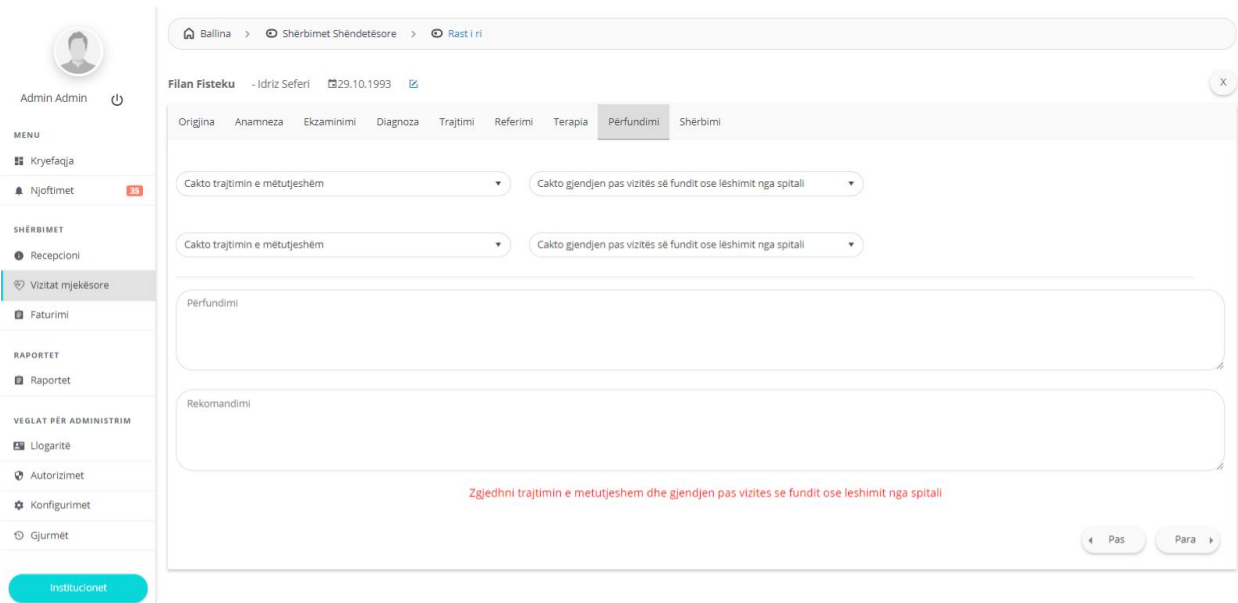 Admin Admin
MENU
Kryefaqja
Njoftimet 35
SHËRBIMET
Recepcioni
Vizitat mjekësore
Faturimi
RAPORTET
Raportet
VEGLAT PËR ADMINISTRIM
Llogaritë
Autorizimet
Konfigurimet
Gjurmët
Institucionet
Ballina > Shërbimet Shëndetësore > Rast i ri
Filan Fisteku - Idriz Seferi 29.10.1993
X
Origjina Anamneza Ekzaminimi Diagnoza Trajtimi Referimi Terapia Përfundimi Shërbimi
Cakto trajtimin e mëtutjeshëm Cakto gjendjen pas vizitës së fundit ose lëshimit nga spitali
Cakto trajtimin e mëtutjeshëm Cakto gjendjen pas vizitës së fundit ose lëshimit nga spitali
Përfundimi
Rekomandimi
Zgjedhni trajtimin e metutjeshem dhe gjendjen pas vizites se fundit ose leshimit nga spitali
Pas Para